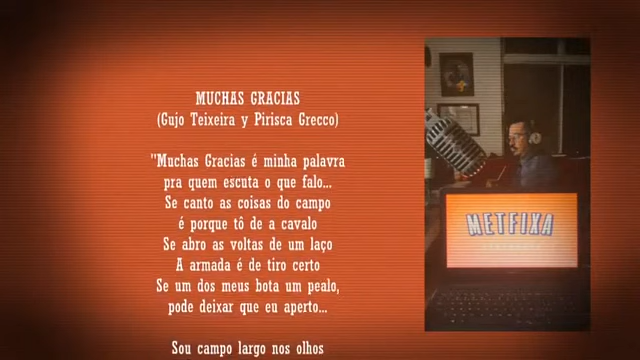 MUCHAS GRACIAS
(Gujo Teixeira y Pirisca Grecco)
"Muchas Gracias é minha palavra
pra quem escuta o que falo...
Se canto as coisas do campo
é porque tô de a cavalo
Se abro as voltas de um laço
A armada é de tiro certo
Se um dos meus bota um pealo,
pode deixar que eu aperto...
Sou campo largo nos olhos
METFIXA